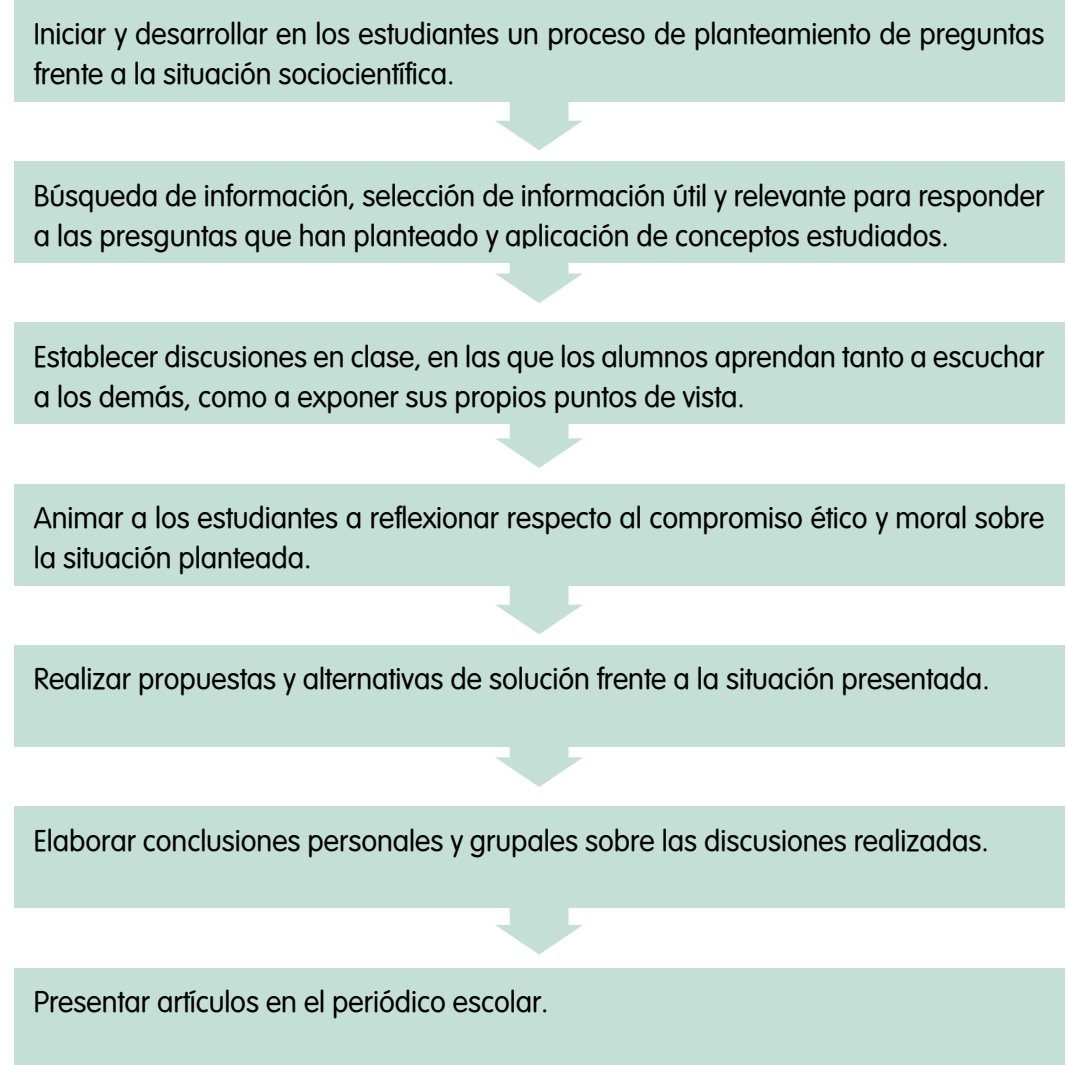 Iniciar y desarrollar en los estudiantes un proceso de planteamiento de preguntas
frente a la situación sociocientífica.
Búsqueda de información, selección de información útil y relevante para responder
a las presguntas que han planteado y aplicación de conceptos estudiados.
Establecer discusiones en clase, en las que los alumnos aprendan tanto a escuchar
a los demás, como a exponer sus propios puntos de vista.
Animar a los estudiantes a reflexionar respecto al compromiso ético y moral sobre
la situación planteada.
Realizar propuestas y alternativas de solución frente a la situación presentada.
Elaborar conclusiones personales y grupales sobre las discusiones realizadas.
Presentar artículos en el periódico escolar.